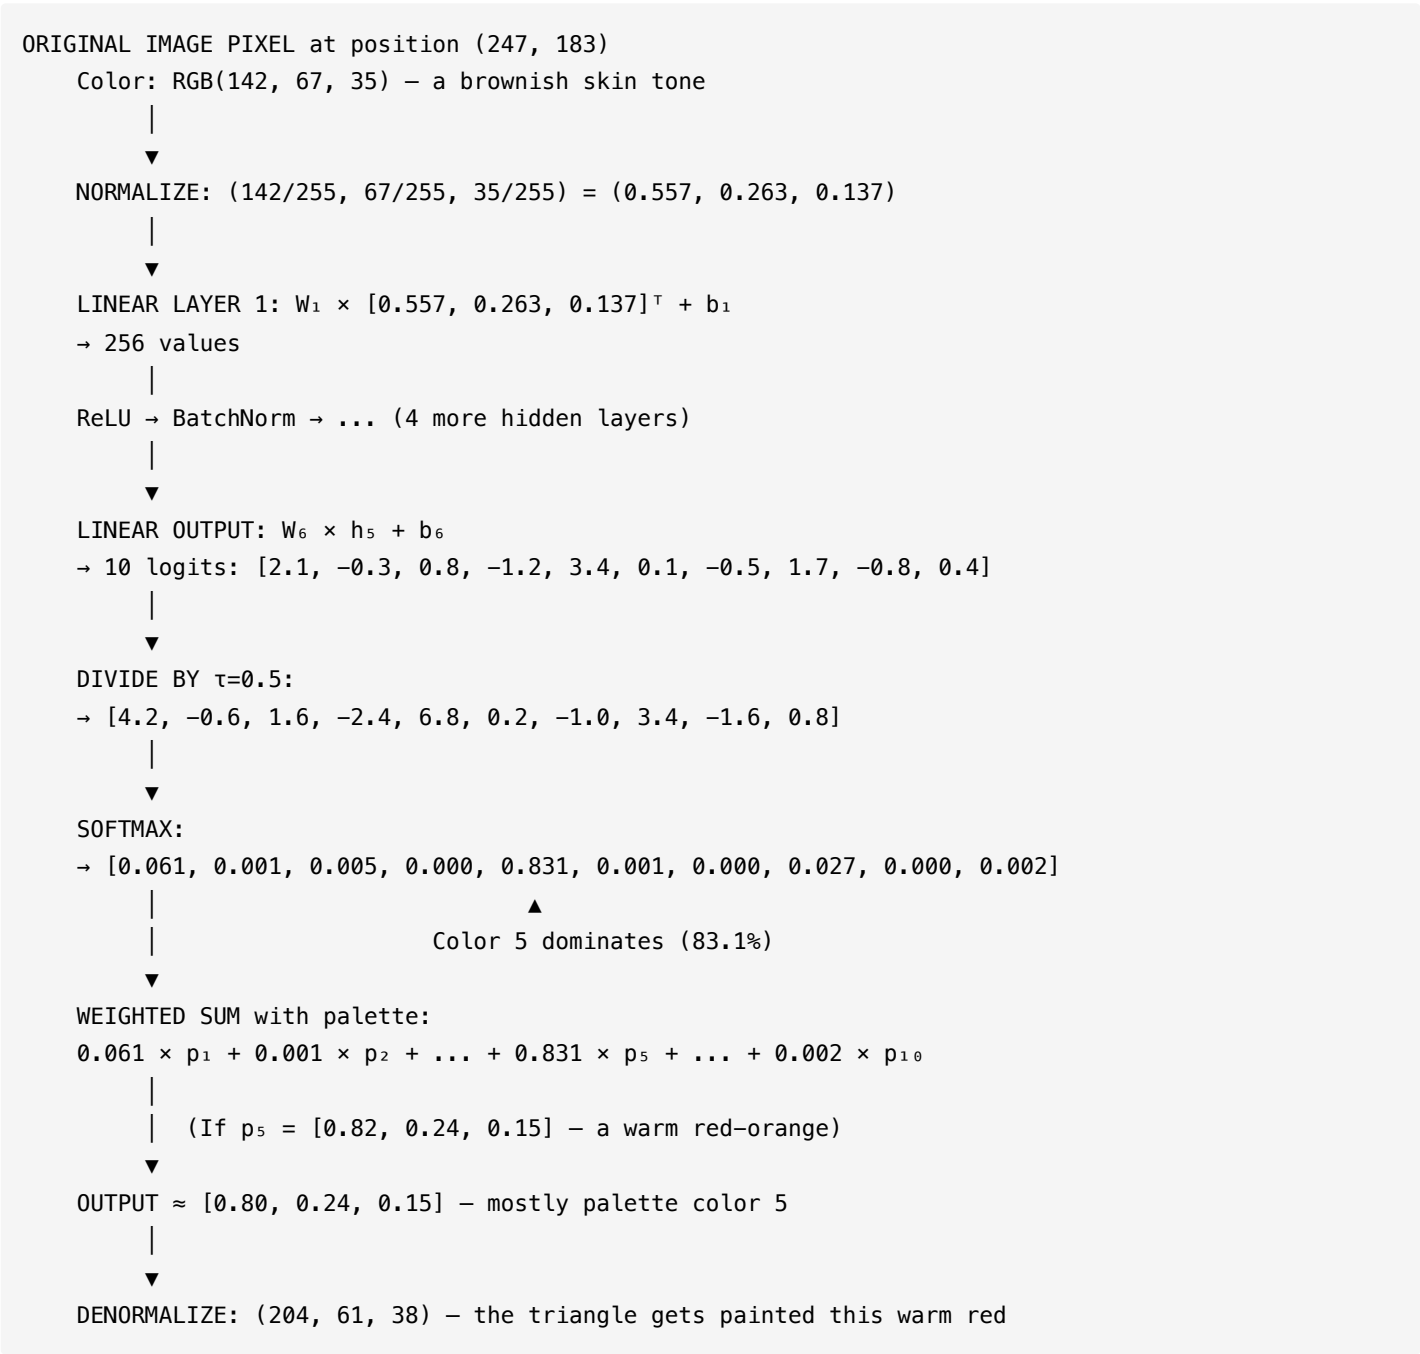 ORIGINAL IMAGE PIXEL at position (247, 183)
Color: RGB(142, 67, 35) — a brownish skin tone
│
▼
NORMALIZE: (142/255, 67/255, 35/255) = (0.557, 0.263, 0.137)
│
▼
LINEAR LAYER 1: W₁ × [0.557, 0.263, 0.137]ᵀ + b₁
→ 256 values
│
ReLU → BatchNorm → ... (4 more hidden layers)
│
▼
LINEAR OUTPUT: W₆ × h₅ + b₆
→ 10 logits: [2.1, −0.3, 0.8, −1.2, 3.4, 0.1, −0.5, 1.7, −0.8, 0.4]
│
▼
DIVIDE BY τ=0.5:
→ [4.2, −0.6, 1.6, −2.4, 6.8, 0.2, −1.0, 3.4, −1.6, 0.8]
│
▼
SOFTMAX:
→ [0.061, 0.001, 0.005, 0.000, 0.831, 0.001, 0.000, 0.027, 0.000, 0.002]
│ ▲
│ Color 5 dominates (83.1%)
▼
WEIGHTED SUM with palette:
0.061 × p₁ + 0.001 × p₂ + ... + 0.831 × p₅ + ... + 0.002 × p₁₀
│
│ (If p₅ = [0.82, 0.24, 0.15] — a warm red-orange)
▼
OUTPUT ≈ [0.80, 0.24, 0.15] — mostly palette color 5
│
▼
DENORMALIZE: (204, 61, 38) — the triangle gets painted this warm red